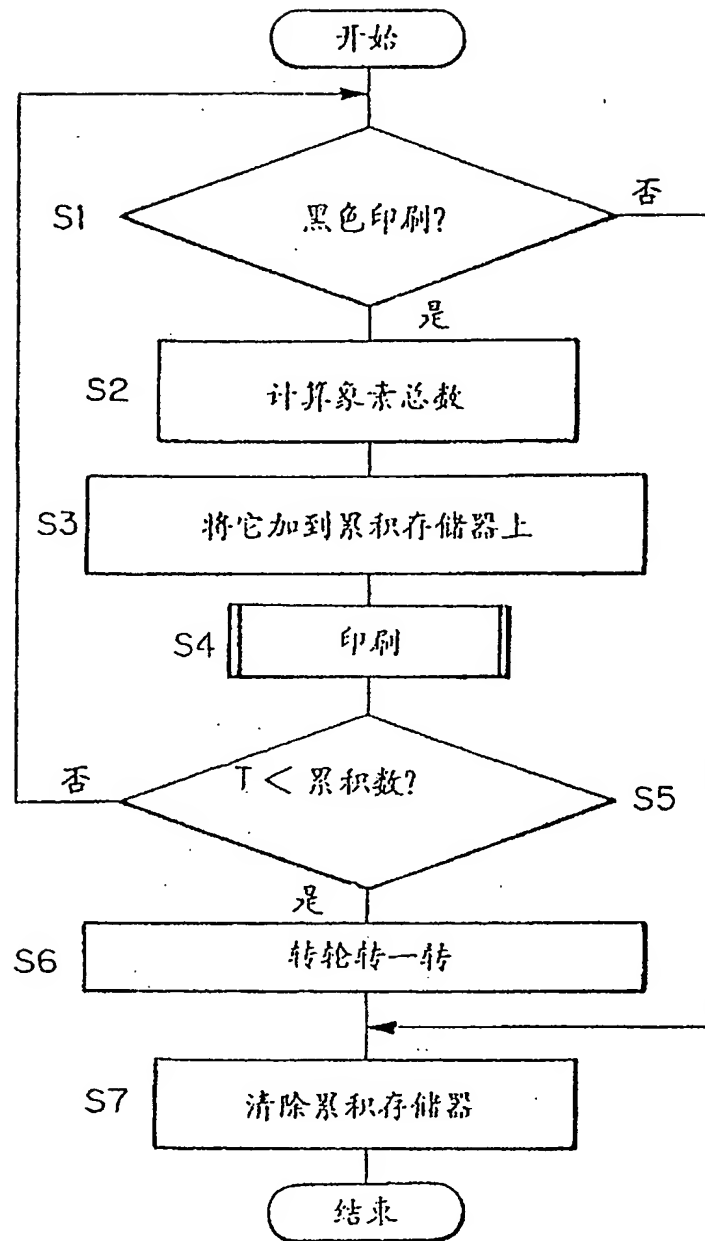 开始
S1
黑色印刷?
否
是
S2
计算象素总数
S3
将它加到累积存储器上
S4
印刷
否
T < 累积数?
S5
是
S6
转轮转一转
S7
清除累积存储器
结束